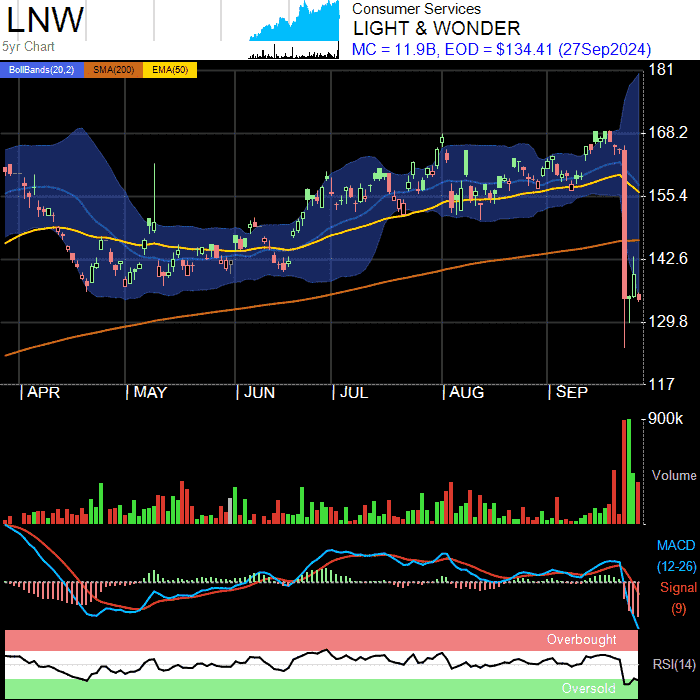 LNW
5yr Chart
Consumer Services
LIGHT & WONDER
MC = 11.9B, EOD = $134.41 (27Sep2024)
BollBands(20,2) SMA(200) EMA(50)
181
168.2
155.4
142.6
129.8
117
| APR | MAY | JUN | JUL | AUG | SEP
900k
Volume
MACD
(12-26)
Signal
(9)
Overbought
RSI(14)
Oversold